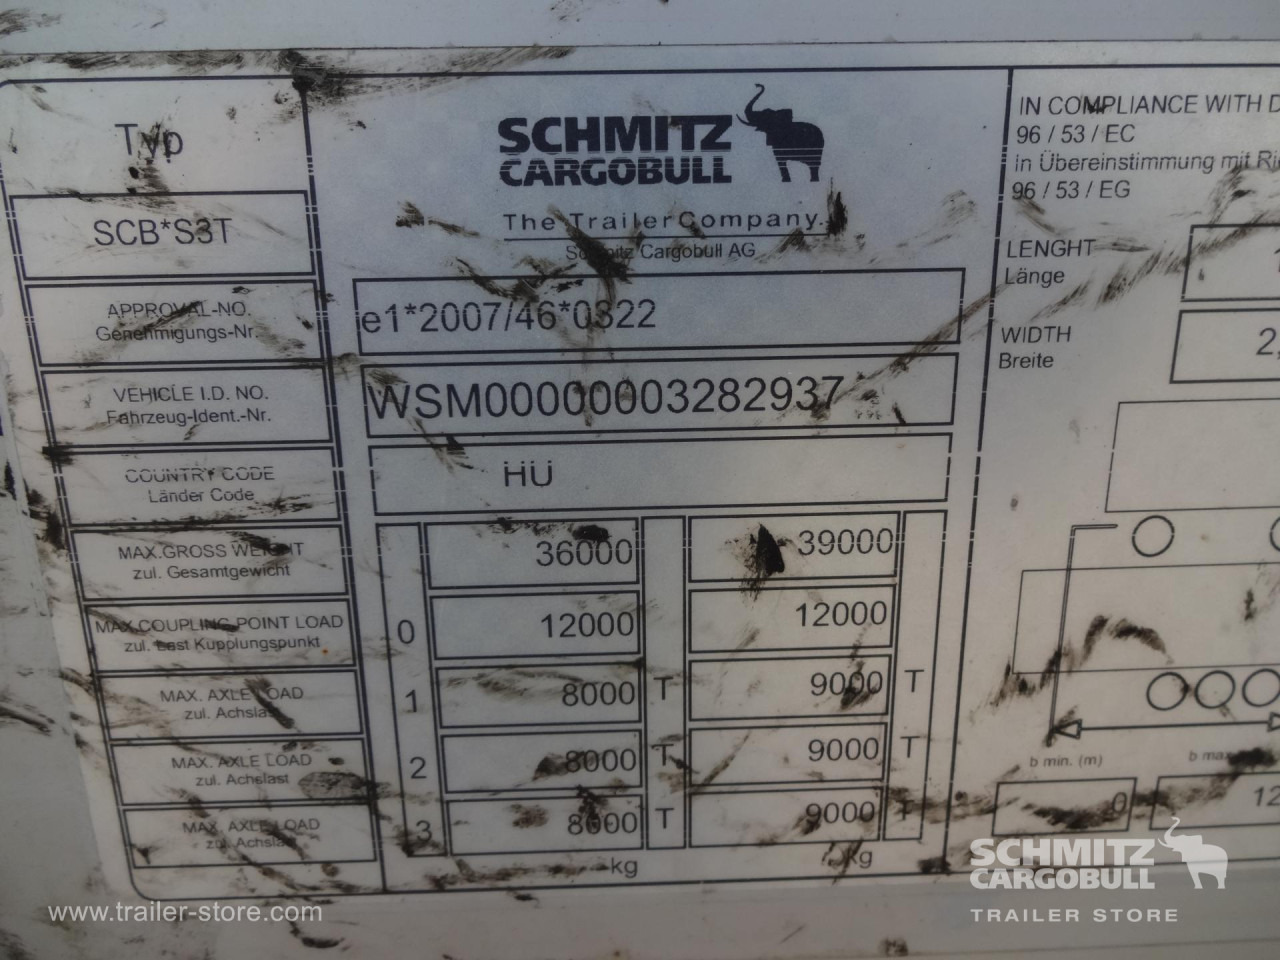 Typ
SCB*S3T
SCHMITZ
CARGOBULL
The Trailer Company.
Schmitz Cargobull AG
IN COMPLIANCE WITH
96 / 53 / EC
in Übereinstimmung mit
96 / 53 / EG
APPROVAL-NO.
Genehmigungs-Nr.
e1*2007/46*0322
LENGHT
Länge
VEHICLE I.D. NO.
Fahrzeug-Ident.-Nr.
WSM00000003282937
WIDTH
Breite
2,
COUNTRY CODE
Länder Code
HU
MAX.GROSS WEIGHT
zul. Gesamtgewicht
36000
39000
MAX.COUPLING POINT LOAD
zul. Last Kupplungspunkt
0
12000
12000
MAX. AXLE LOAD
zul. Achslast
1
8000
T
9000
T
MAX. AXLE LOAD
zul. Achslast
2
8000
T
9000
T
MAX. AXLE LOAD
zul. Achslast
3
8000
T
9000
T
kg
kg
b min. (m)
b max.
0
12
www.trailer-store.com
SCHMITZ
CARGOBULL
TRAILER STORE